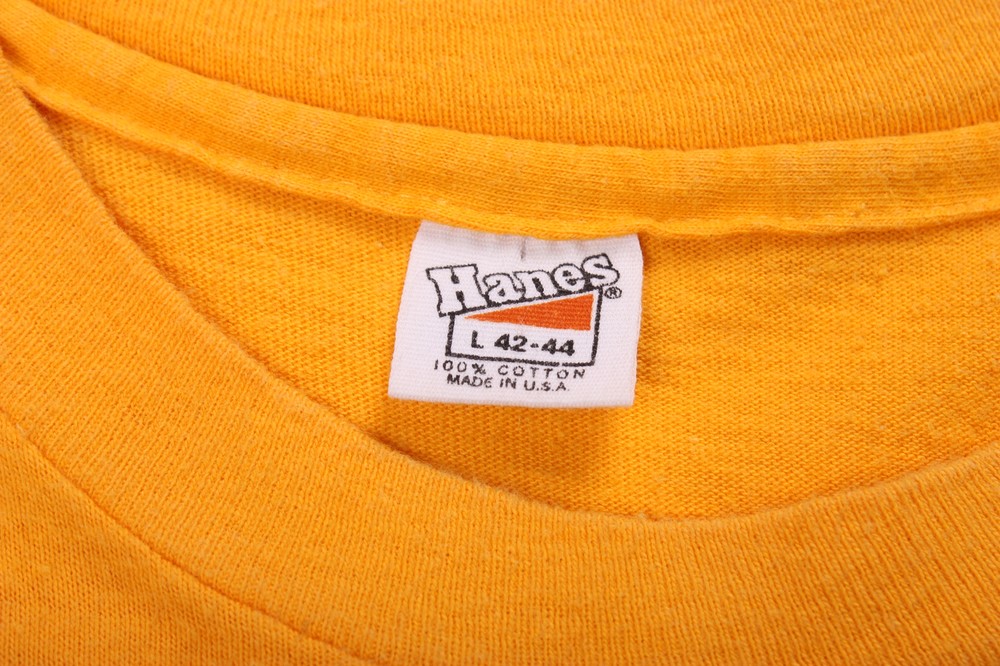 Hanes®
L 42-44
100% COTTON
MADE IN U.S.A.